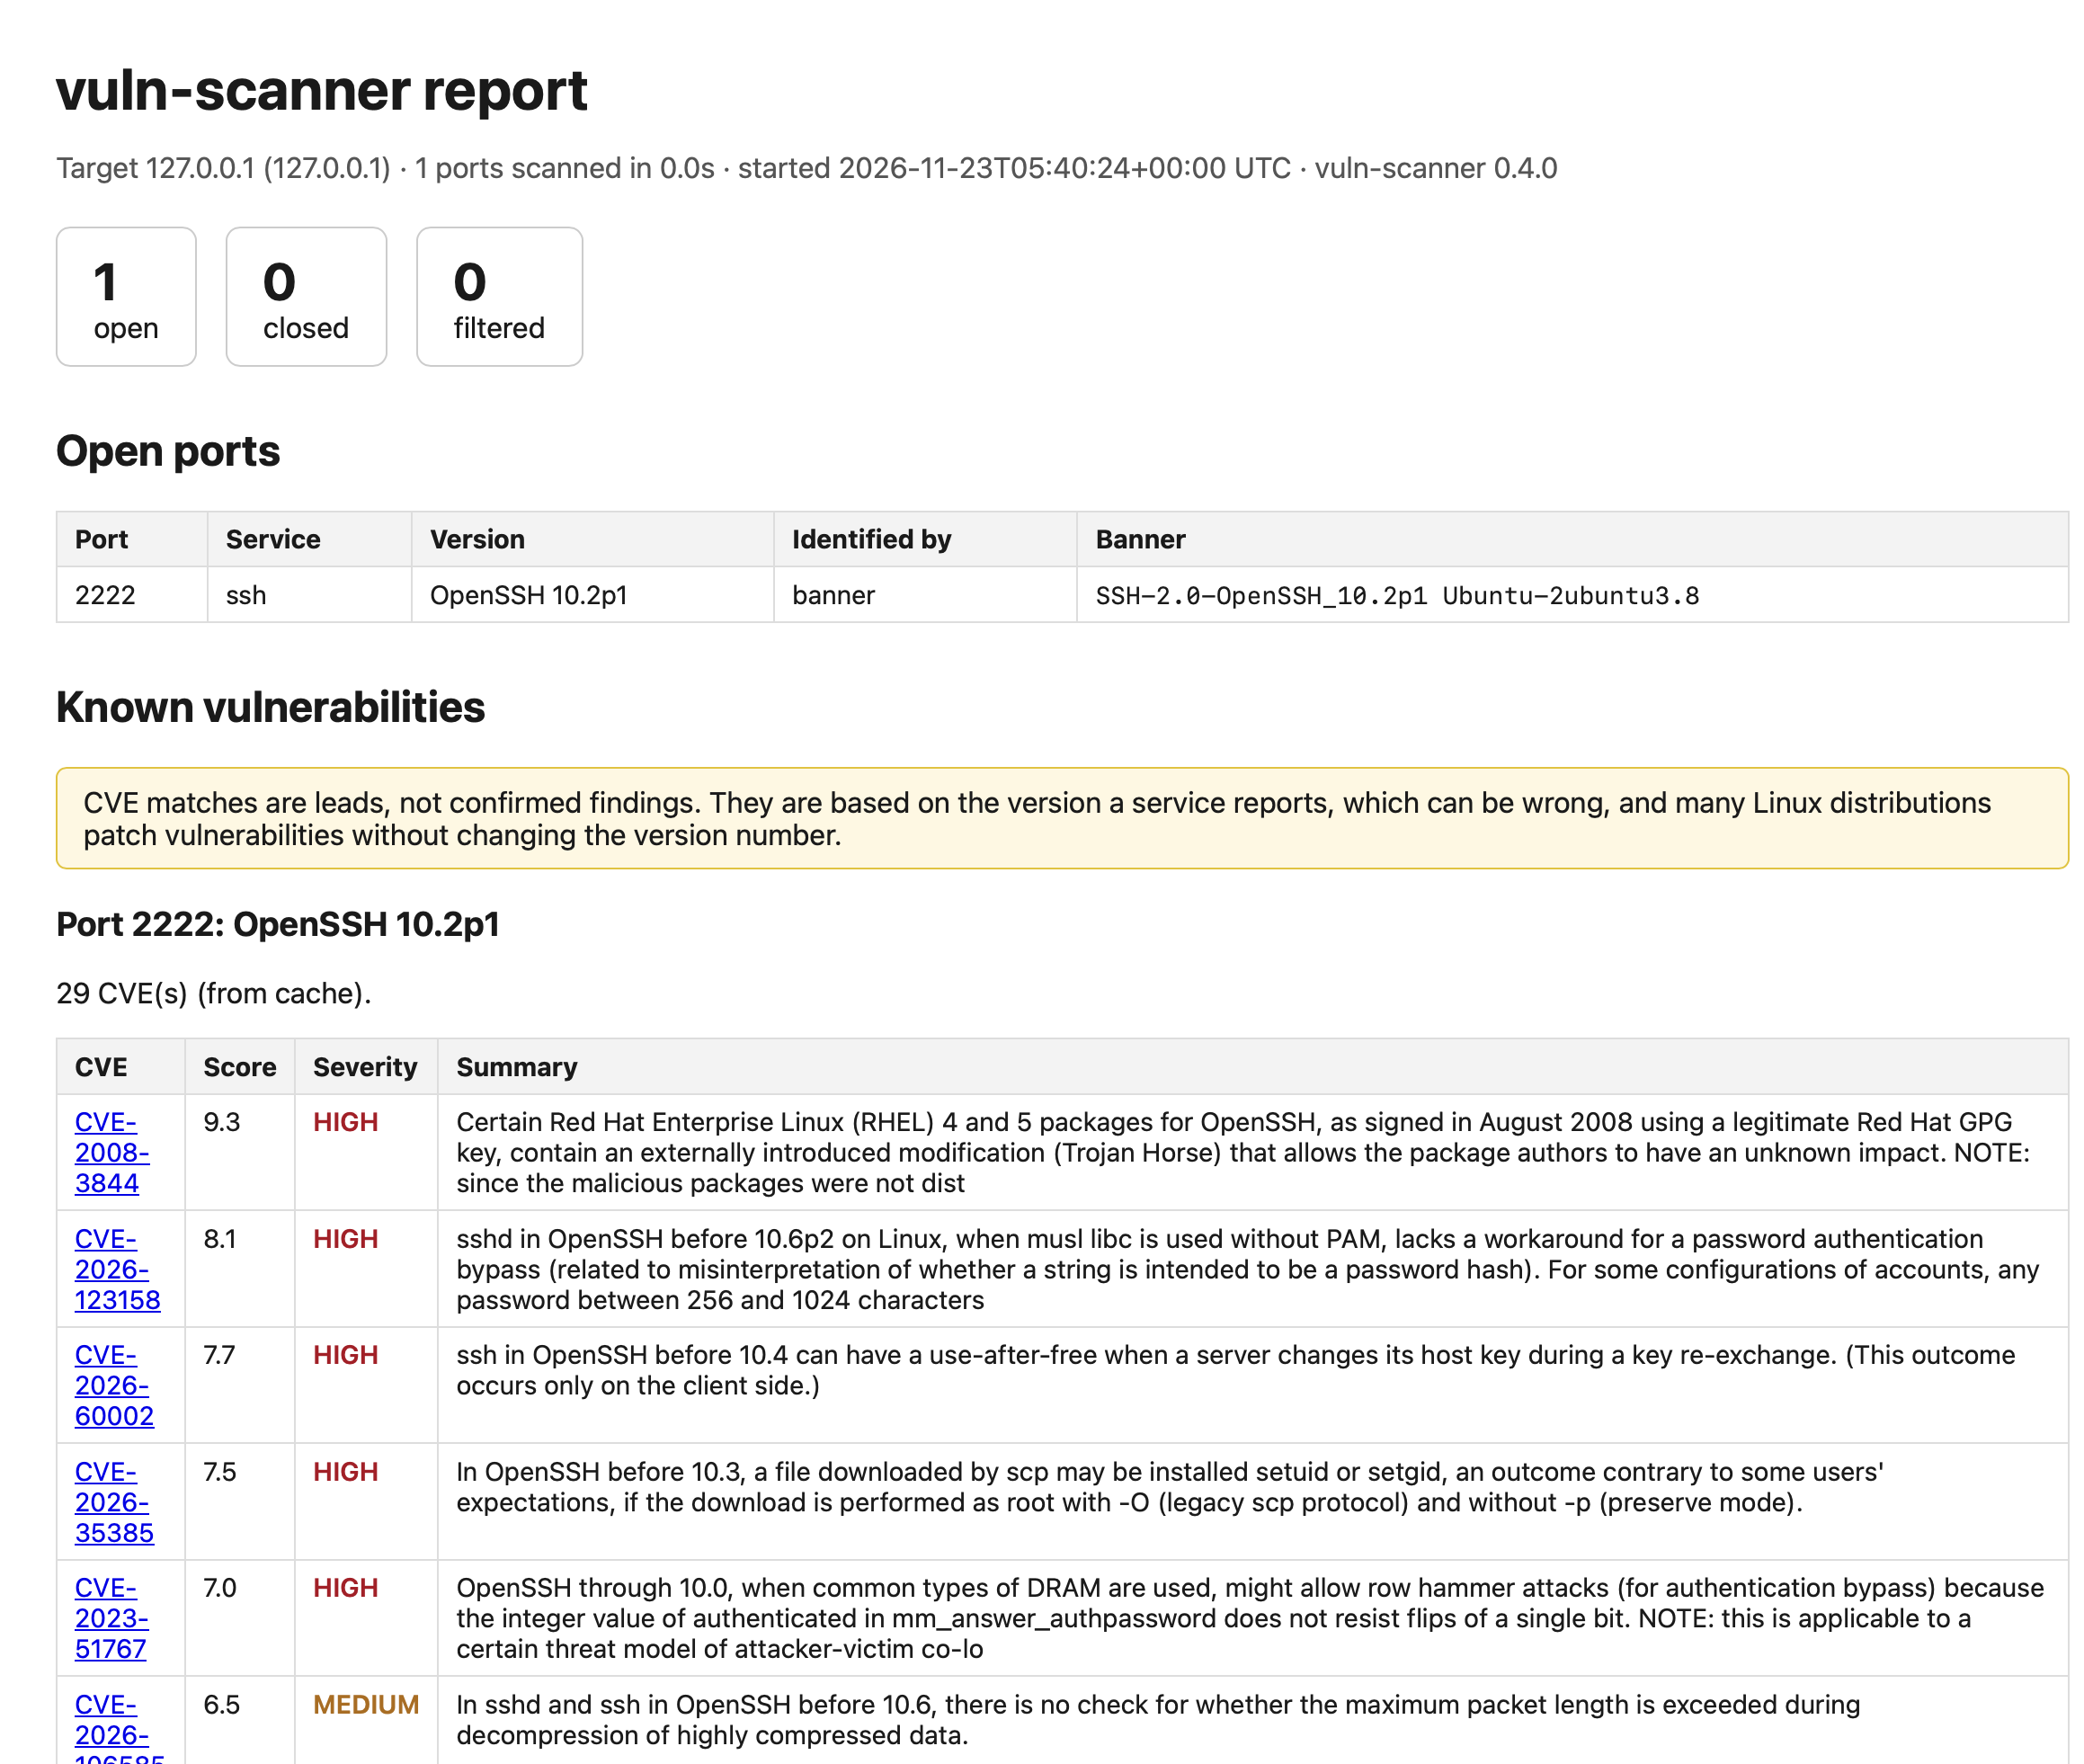 vuln-scanner report
Target 127.0.0.1 (127.0.0.1) · 1 ports scanned in 0.0s · started 2026-11-23T05:40:24+00:00 UTC · vuln-scanner 0.4.0
1
open
0
closed
0
filtered
Open ports
Port Service Version Identified by Banner
2222 ssh OpenSSH 10.2p1 banner SSH-2.0-OpenSSH_10.2p1 Ubuntu-2ubuntu3.8
Known vulnerabilities
CVE matches are leads, not confirmed findings. They are based on the version a service reports, which can be wrong, and many Linux distributions
patch vulnerabilities without changing the version number.
Port 2222: OpenSSH 10.2p1
29 CVE(s) (from cache).
CVE Score Severity Summary
CVE-
2008-
3844
9.3
HIGH
Certain Red Hat Enterprise Linux (RHEL) 4 and 5 packages for OpenSSH, as signed in August 2008 using a legitimate Red Hat GPG
key, contain an externally introduced modification (Trojan Horse) that allows the package authors to have an unknown impact. NOTE:
since the malicious packages were not dist
CVE-
2026-
123158
8.1
HIGH
sshd in OpenSSH before 10.6p2 on Linux, when musl libc is used without PAM, lacks a workaround for a password authentication
bypass (related to misinterpretation of whether a string is intended to be a password hash). For some configurations of accounts, any
password between 256 and 1024 characters
CVE-
2026-
60002
7.7
HIGH
ssh in OpenSSH before 10.4 can have a use-after-free when a server changes its host key during a key re-exchange. (This outcome
occurs only on the client side.)
CVE-
2026-
35385
7.5
HIGH
In OpenSSH before 10.3, a file downloaded by scp may be installed setuid or setgid, an outcome contrary to some users'
expectations, if the download is performed as root with -O (legacy scp protocol) and without -p (preserve mode).
CVE-
2023-
51767
7.0
HIGH
OpenSSH through 10.0, when common types of DRAM are used, might allow row hammer attacks (for authentication bypass) because
the integer value of authenticated in mm_answer_authpassword does not resist flips of a single bit. NOTE: this is applicable to a
certain threat model of attacker-victim co-lo
CVE-
2026-
6.5
MEDIUM
In sshd and ssh in OpenSSH before 10.6, there is no check for whether the maximum packet length is exceeded during
decompression of highly compressed data.